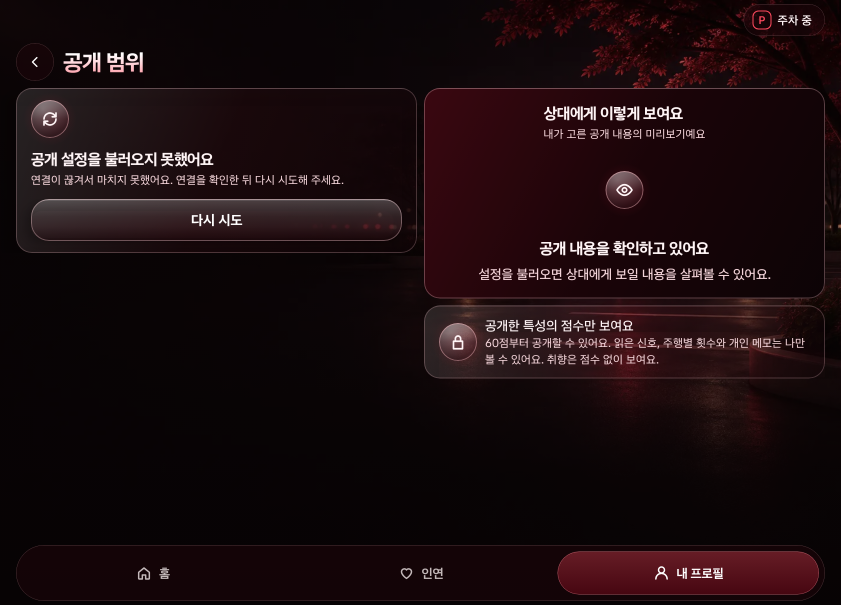 P 주차 중
공개 범위
공개 설정을 불러오지 못했어요
연결이 끊겨서 마치지 못했어요. 연결을 확인한 뒤 다시 시도해 주세요.
다시 시도
상대에게 이렇게 보여요
내가 고른 공개 내용의 미리보기예요
공개 내용을 확인하고 있어요
설정을 불러오면 상대에게 보일 내용을 살펴볼 수 있어요.
공개한 특성의 점수만 보여요
60점부터 공개할 수 있어요. 읽은 신호, 주행별 횟수와 개인 메모는 나만
볼 수 있어요. 취향은 점수 없이 보여요.
홈
인연
내 프로필